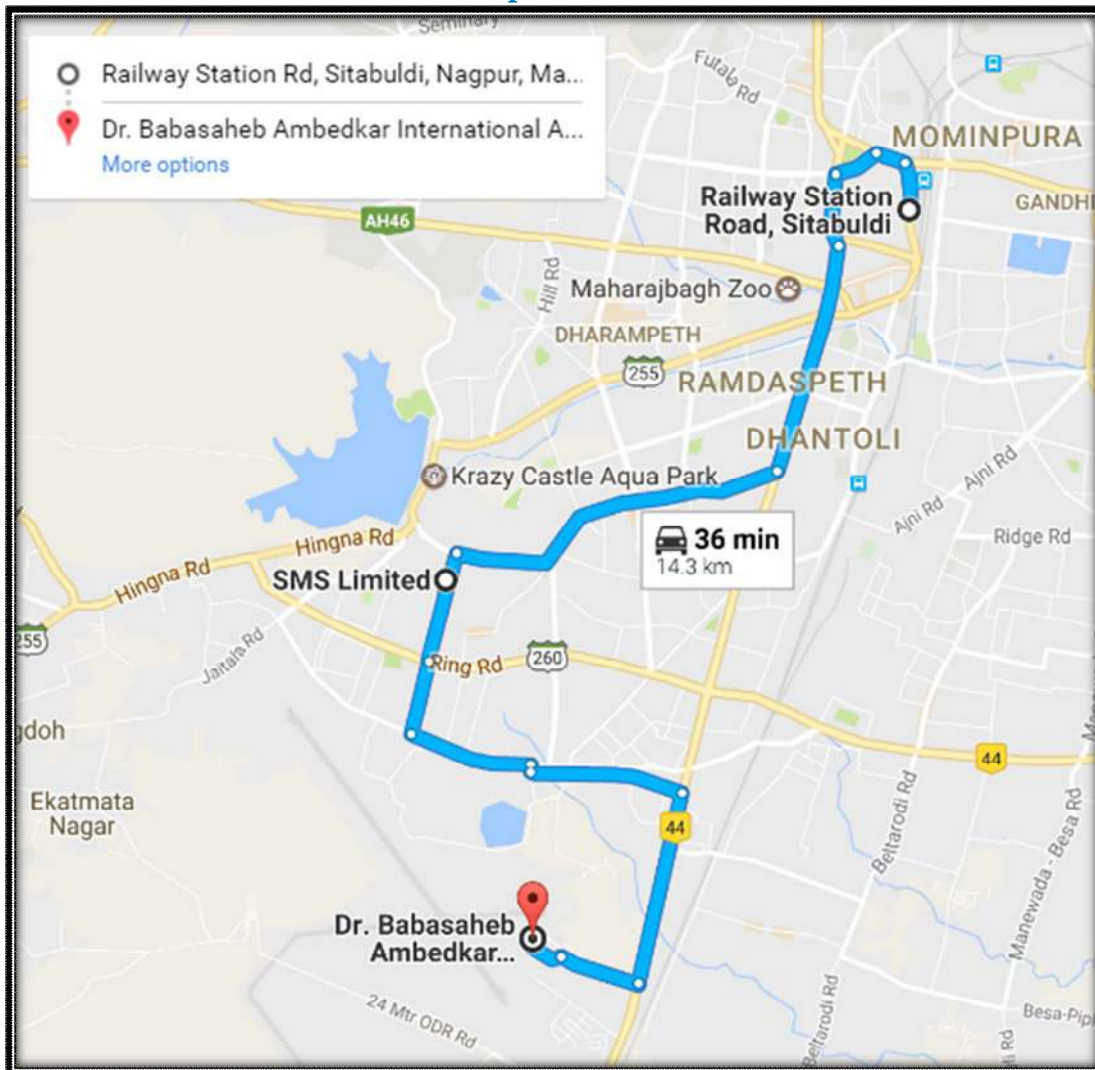 Seminary
Railway Station Rd, Sitabuldi, Nagpur, Ma...
Dr. Babasaheb Ambedkar International A...
More options
Futala Rd
MOMINPURA
Railway Station
Road, Sitabuldi
GANDHI
AH46
Hill Rd
Maharajbagh Zoo
DHARAMPETH
255
RAMDASPETH
DHANTOLI
Krazy Castle Aqua Park
Ajni Rd
Ajni Rd
Ridge Rd
36 min
14.3 km
Hingna Rd
Hingna Rd
SMS Limited
255
Jaitala Rd
Ring Rd
260
gdoh
44
Ekatmata
Nagar
44
Beltarodi Rd
Manewada - Besa Rd
Dr. Babasaheb
Ambedkar...
24 Mtr ODR Rd
Besa-Pip
Beltarodi Rd